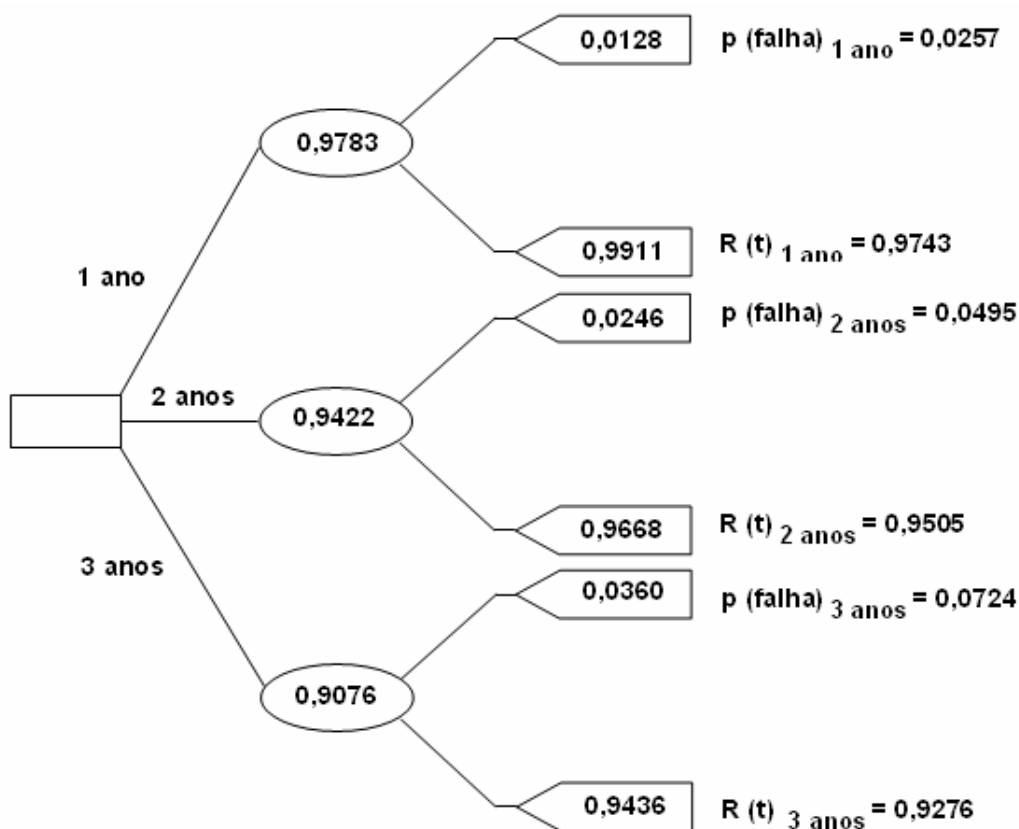 0,0128 p (falha) 1 ano = 0,0257
0,9783
0,9911 R (t) 1 ano = 0,9743
1 ano
0,0246 p (falha) 2 anos = 0,0495
2 anos
0,9422
0,9668 R (t) 2 anos = 0,9505
3 anos
0,0360 p (falha) 3 anos = 0,0724
0,9076
0,9436 R (t) 3 anos = 0,9276